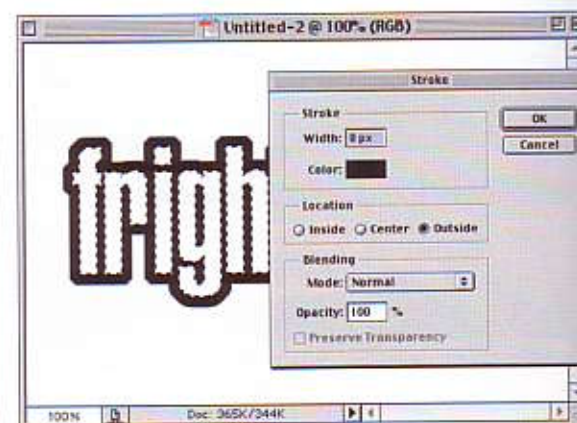 Untitled-2 @ 100% (RGB)
Stroke
Stroke
Width: 8 px
Color:
OK
Cancel
Location
Inside Center Outside
Blending
Mode: Normal
Opacity: 100 %
Preserve Transparency
frigh
100% Doc: 365K/344K